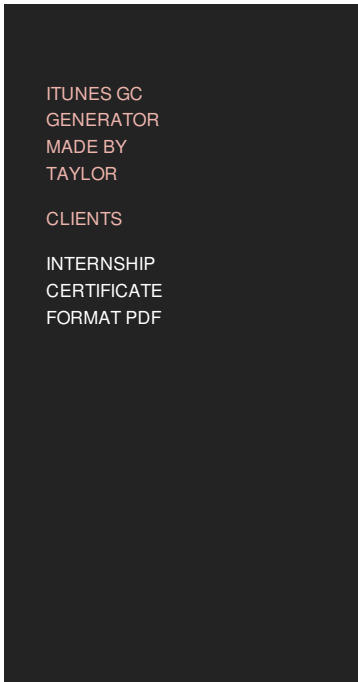 ITUNES GC
GENERATOR
MADE BY
TAYLOR
CLIENTS
INTERNSHIP
CERTIFICATE
FORMAT PDF